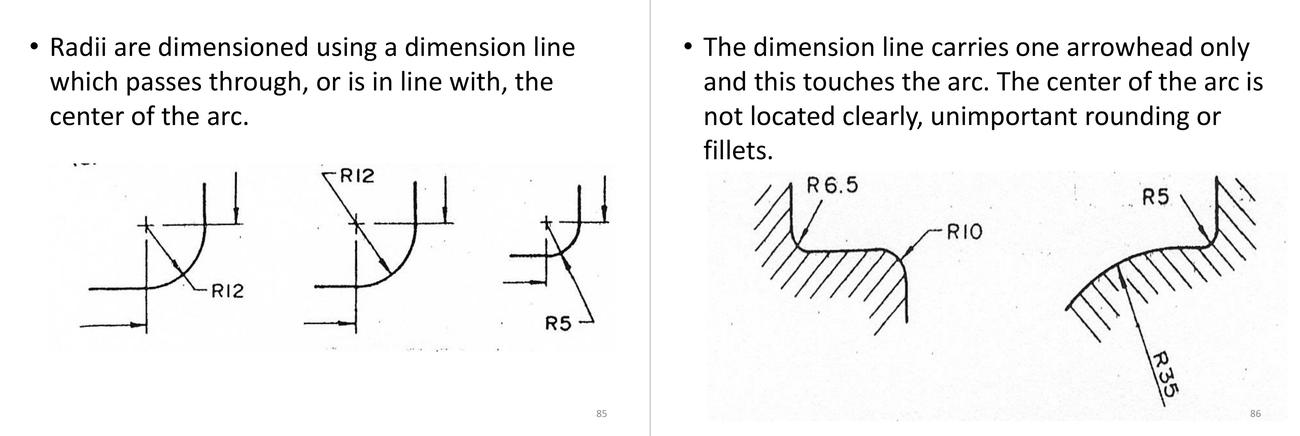 • Radii are dimensioned using a dimension line
which passes through, or is in line with, the
center of the arc.
R12
R12
R5
85
• The dimension line carries one arrowhead only
and this touches the arc. The center of the arc is
not located clearly, unimportant rounding or
fillets.
R6.5
R10
R5
R35
86